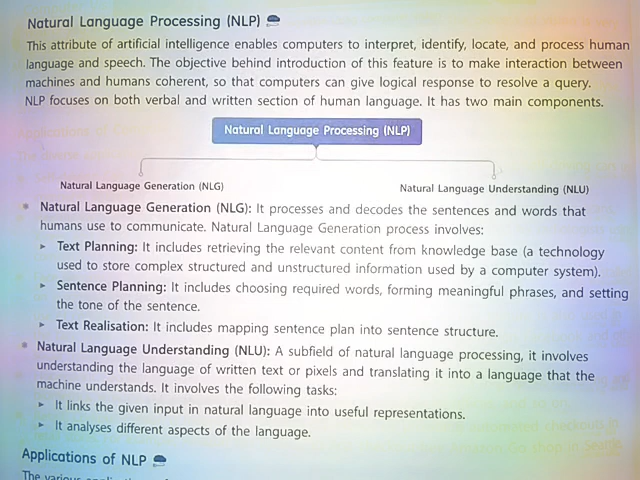 Natural Language Processing (NLP)
This attribute of artificial intelligence enables computers to interpret, identify, locate, and process human
language and speech. The objective behind introduction of this feature is to make interaction between
machines and humans coherent, so that computers can give logical response to resolve a query.
NLP focuses on both verbal and written section of human language. It has two main components.
Natural Language Processing (NLP)
Natural Language Generation (NLG)
Natural Language Understanding (NLU)
• Natural Language Generation (NLG): It processes and decodes the sentences and words that
humans use to communicate. Natural Language Generation process involves:
► Text Planning: It includes retrieving the relevant content from knowledge base (a technology
used to store complex structured and unstructured information used by a computer system).
► Sentence Planning: It includes choosing required words, forming meaningful phrases, and setting
the tone of the sentence.
► Text Realisation: It includes mapping sentence plan into sentence structure.
• Natural Language Understanding (NLU): A subfield of natural language processing, it involves
understanding the language of written text or pixels and translating it into a language that the
machine understands. It involves the following tasks:
► It links the given input in natural language into useful representations.
► It analyses different aspects of the language.
Applications of NLP
The various